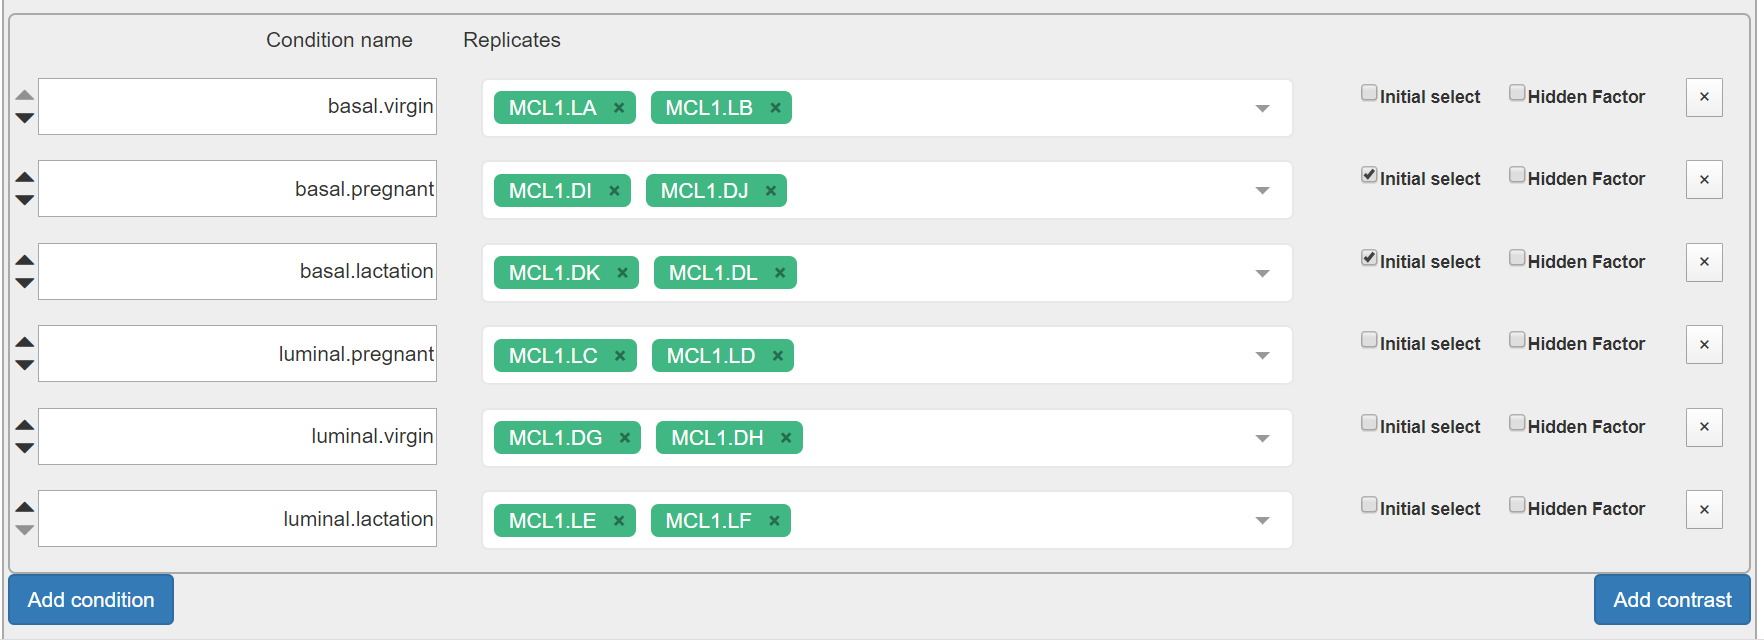 Condition name Replicates
basal.virgin MCL1.LA × MCL1.LB × Initial select Hidden Factor ×
basal.pregnant MCL1.DI × MCL1.DJ × Initial select Hidden Factor ×
basal.lactation MCL1.DK × MCL1.DL × Initial select Hidden Factor ×
luminal.pregnant MCL1.LC × MCL1.LD × Initial select Hidden Factor ×
luminal.virgin MCL1.DG × MCL1.DH × Initial select Hidden Factor ×
luminal.lactation MCL1.LE × MCL1.LF × Initial select Hidden Factor ×
Add condition Add contrast